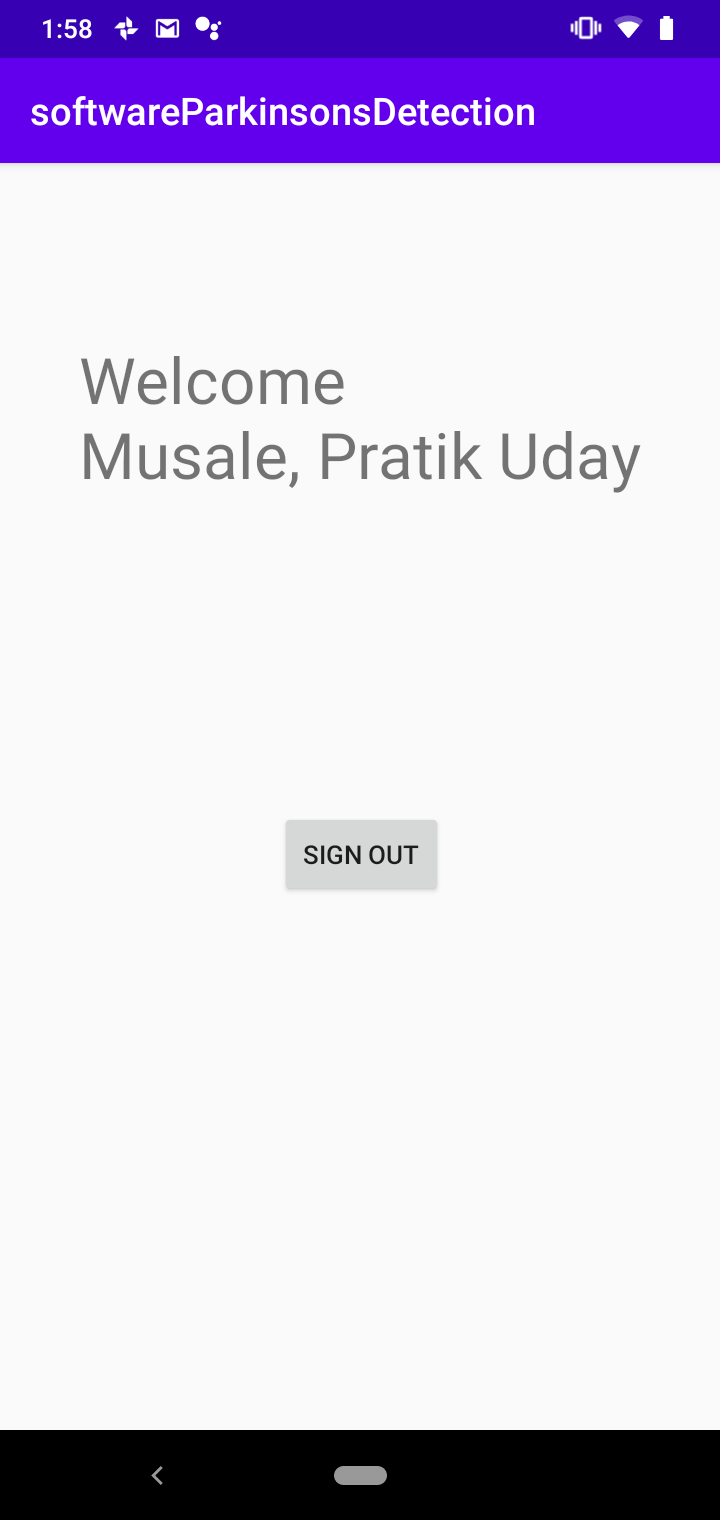 1:58
softwareParkinsonsDetection
Welcome
Musale, Pratik Uday
SIGN OUT